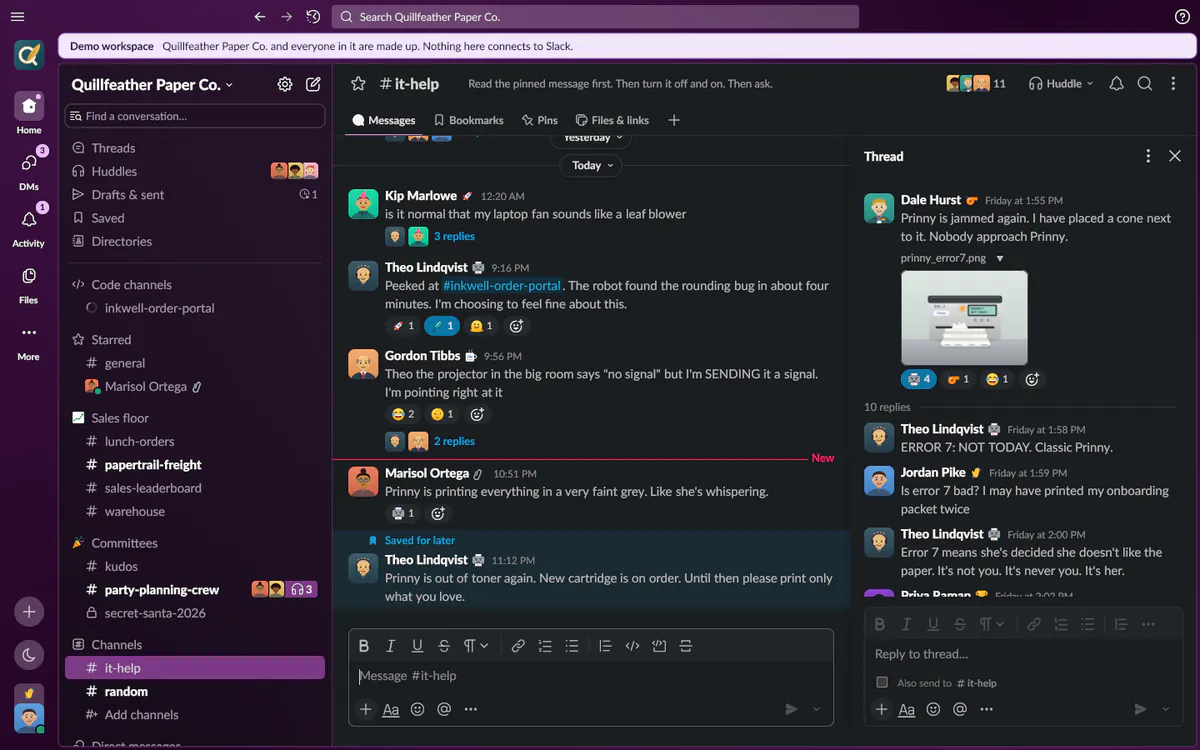 Search Quillfeather Paper Co.
Demo workspace Quillfeather Paper Co. and everyone in it are made up. Nothing here connects to Slack.
Home
3
DMs
1
Activity
Files
More
Quillfeather Paper Co.
Find a conversation...
Threads
Huddles
Drafts & sent 1
Saved
Directories
Code channels
inkwell-order-portal
Starred
# general
Marisol Ortega
Sales floor
# lunch-orders
# papertrail-freight
# sales-leaderboard
# warehouse
Committees
# kudos
# party-planning-crew 3
secret-santa-2026
Channels
# it-help
# random
Add channels
Direct messages
# it-help
Read the pinned message first. Then turn it off and on. Then ask.
11
Huddle
Messages Bookmarks Pins Files & links
Yesterday
Today
Kip Marlowe 12:20 AM
is it normal that my laptop fan sounds like a leaf blower
3 replies
Theo Lindqvist 9:16 PM
Peeked at #inkwell-order-portal. The robot found the rounding bug in about four
minutes. I'm choosing to feel fine about this.
1 1 1
Gordon Tibbs 9:56 PM
Theo the projector in the big room says "no signal" but I'm SENDING it a signal.
I'm pointing right at it
2 1
2 replies
New
Marisol Ortega 10:51 PM
Prinny is printing everything in a very faint grey. Like she's whispering.
1
Saved for later
Theo Lindqvist 11:12 PM
Prinny is out of toner again. New cartridge is on order. Until then please print only
what you love.
Message #it-help
Aa
Thread
Dale Hurst Friday at 1:55 PM
Prinny is jammed again. I have placed a cone next
to it. Nobody approach Prinny.
prinny_error7.png
4 1 1
10 replies
Theo Lindqvist Friday at 1:58 PM
ERROR 7: NOT TODAY. Classic Prinny.
Jordan Pike Friday at 1:59 PM
Is error 7 bad? I may have printed my onboarding
packet twice
Theo Lindqvist Friday at 2:00 PM
Error 7 means she's decided she doesn't like the
paper. It's not you. It's never you. It's her.
Priya Raman Friday at 2:02 PM
Reply to thread...
Also send to # it-help
Aa